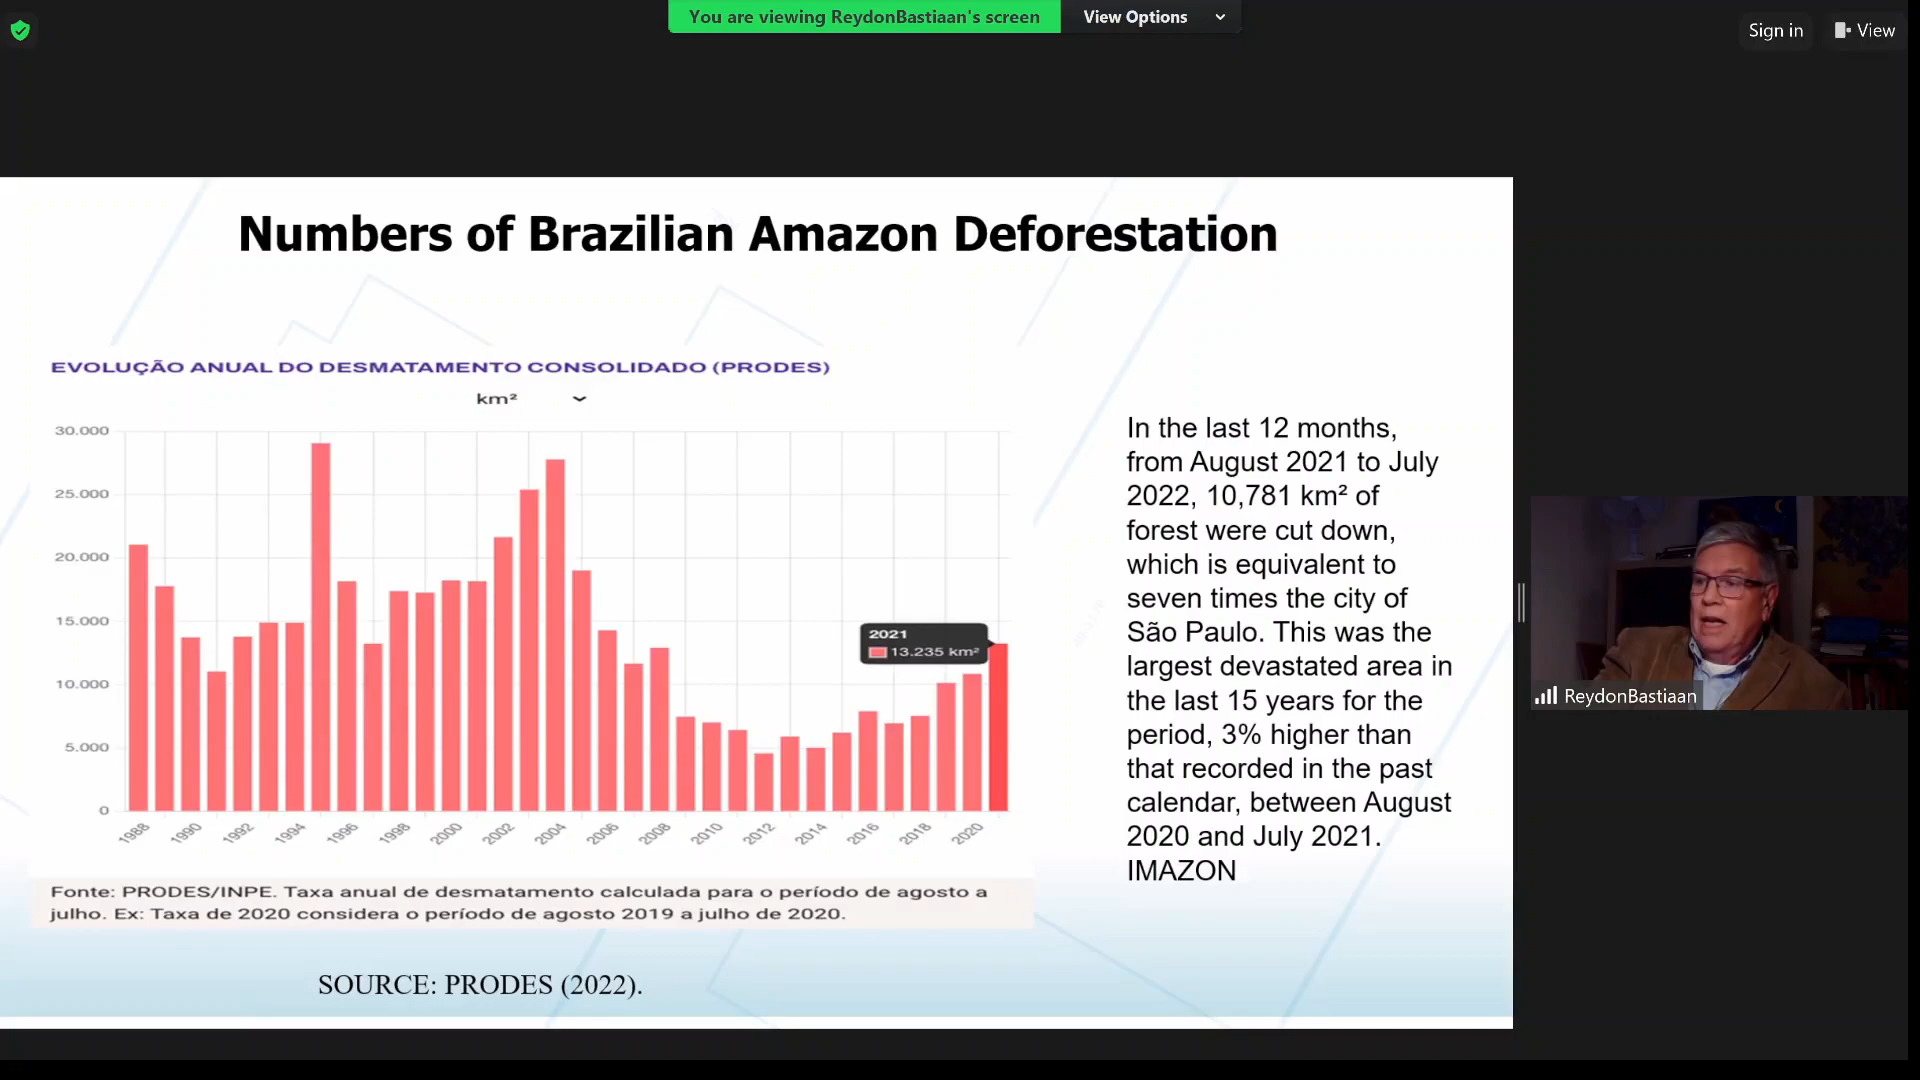 You are viewing ReydonBastiaan's screen
View Options
Sign in
View
Numbers of Brazilian Amazon Deforestation
EVOLUÇÃO ANUAL DO DESMATAMENTO CONSOLIDADO (PRODES)
km²
30.000
25.000
20.000
15.000
10.000
5.000
0
2021
13.235 km²
1988 1990 1992 1994 1996 1998 2000 2002 2004 2006 2008 2010 2012 2014 2016 2018 2020
Fonte: PRODES/INPE. Taxa anual de desmatamento calculada para o período de agosto a
julho. Ex: Taxa de 2020 considera o período de agosto 2019 a julho de 2020.
SOURCE: PRODES (2022).
In the last 12 months,
from August 2021 to July
2022, 10,781 km² of
forest were cut down,
which is equivalent to
seven times the city of
São Paulo. This was the
largest devastated area in
the last 15 years for the
period, 3% higher than
that recorded in the past
calendar, between August
2020 and July 2021.
IMAZON
ReydonBastiaan